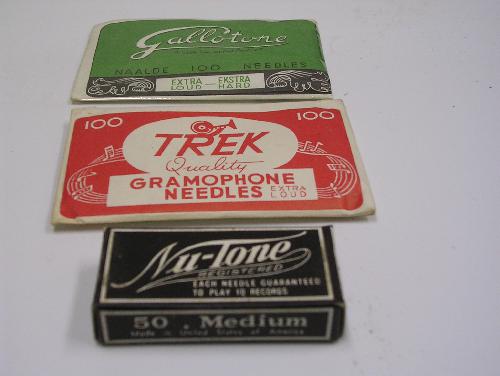 Gallotone
NAALDE 100 NEEDLES
EXTRA EKSTRA
LOUD HARD
100 100
TREK
Quality
GRAMOPHONE
NEEDLES EXTRA
LOUD
Nu-Tone
REGISTERED
EACH NEEDLE GUARANTEED
TO PLAY 10 RECORDS
50 . Medium
Made in United States of America